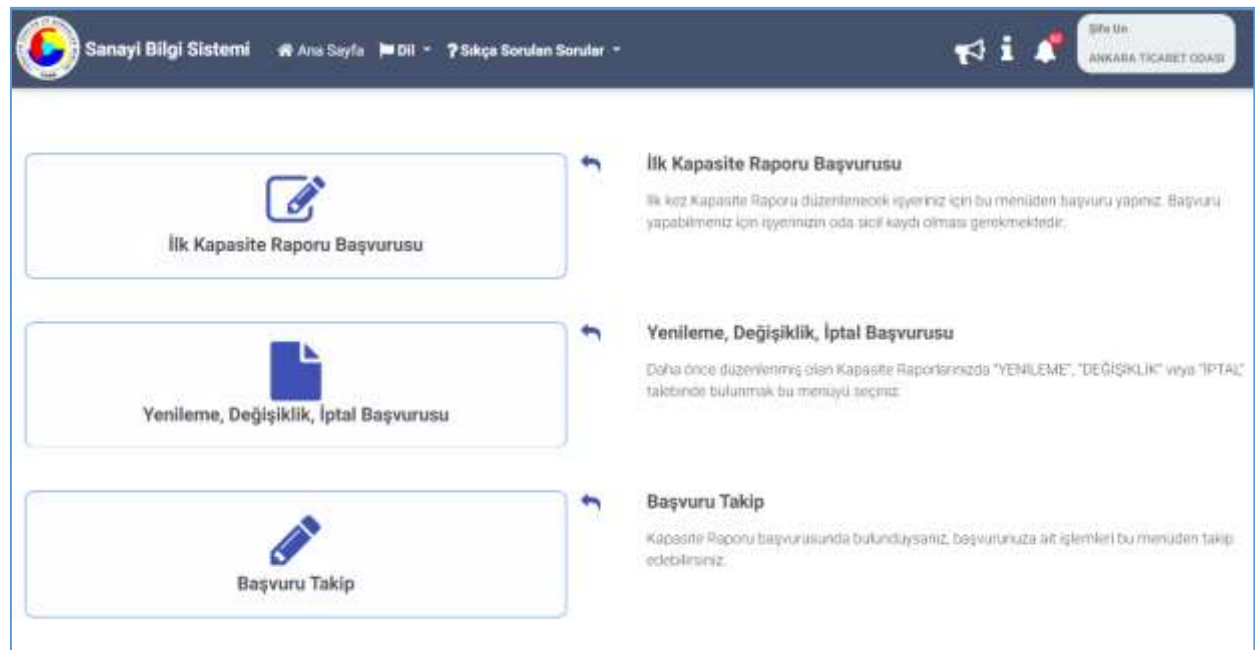 Sanayi Bilgi Sistemi Ana Sayfa Dil ? Sıkça Sorulan Sorular
Şifa Un
ANKARA TİCARET ODASI
İlk Kapasite Raporu Başvurusu
İlk Kapasite Raporu Başvurusu
İlk kez Kapasite Raporu düzenlenecek işyeriniz için bu menüden başvuru yapınız. Başvuru
yapabilmeniz için işyerinizin oda sicil kaydı olması gerekmektedir.
Yenileme, Değişiklik, İptal Başvurusu
Yenileme, Değişiklik, İptal Başvurusu
Daha önce düzenlenmiş olan Kapasite Raporlarınızda "YENİLEME", "DEĞİŞİKLİK" veya "İPTAL"
talebinde bulunmak bu menüyü seçiniz.
Başvuru Takip
Başvuru Takip
Kapasite Raporu başvurusunda bulunduysanız, başvurunuza ait işlemleri bu menüden takip
edebilirsiniz.